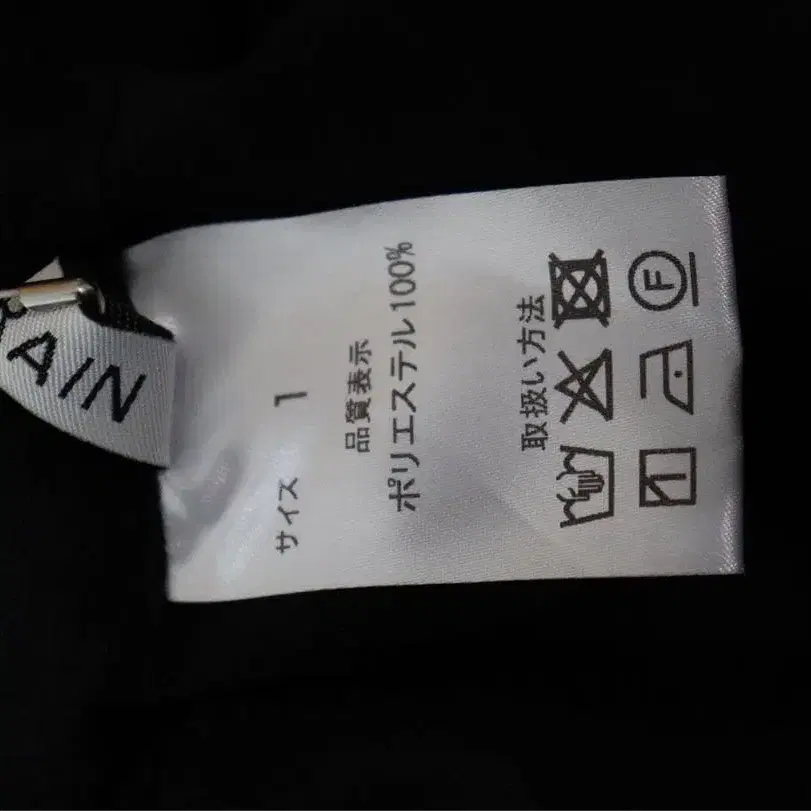 AIN
サイズ 1
品質表示
ポリエステル100%
取扱い方法
F